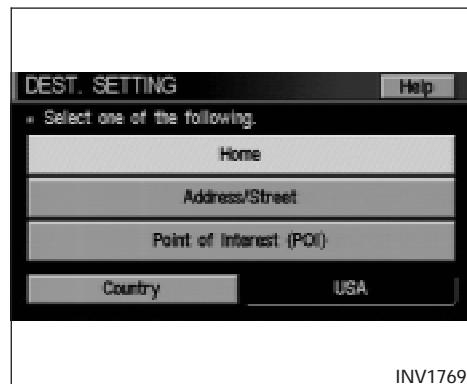 DEST. SETTING Help
▪ Select one of the following.
Home
Address/Street
Point of Interest (POI)
Country USA
INV1769